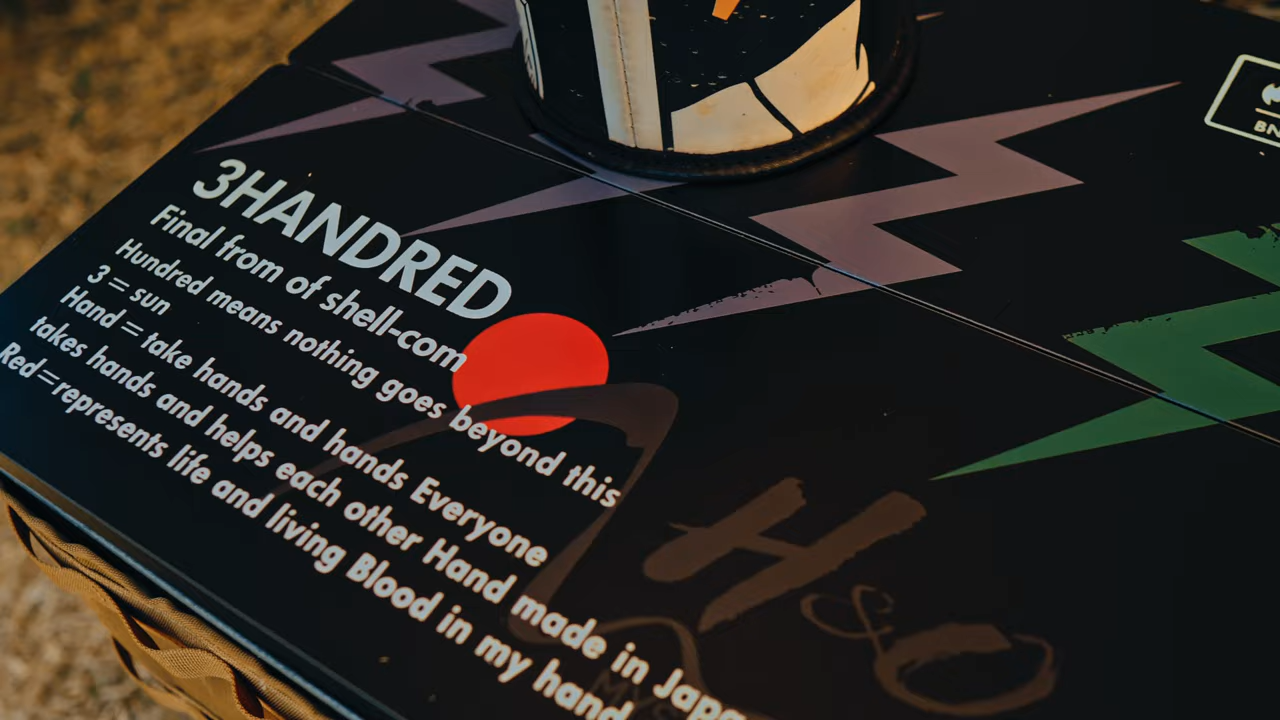 3HANDRED
Final from of shell-com
Hundred means nothing goes beyond this
3 = sun
Hand = take hands and hands Everyone
takes hands and helps each other Hand made in Japa
Red=represents life and living Blood in my hand
H&O
BN